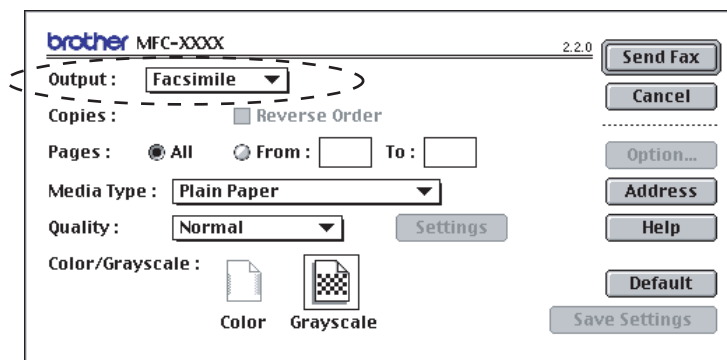 brother MFC-XXXX
2.2.0
Send Fax
Output : Facsimile
Cancel
Copies : Reverse Order
Pages : All From : To :
Option...
Media Type : Plain Paper
Address
Quality : Normal Settings
Help
Color/Grayscale :
Default
Color Grayscale
Save Settings